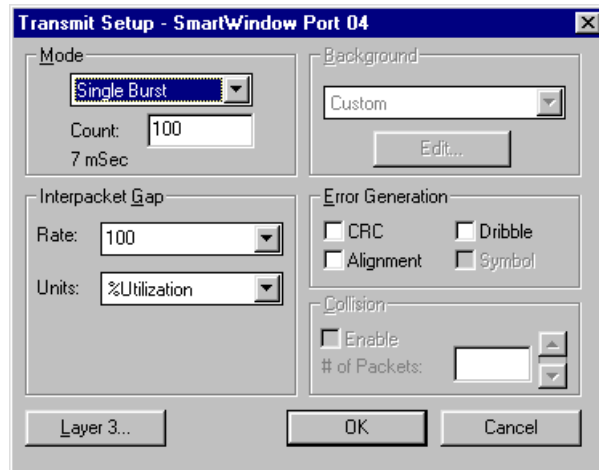 Transmit Setup - SmartWindow Port 04
Mode
Single Burst
Count: 100
7 mSec
Background
Custom
Edit...
Interpacket Gap
Rate: 100
Units: %Utilization
Error Generation
CRC Dribble
Alignment Symbol
Collision
Enable
# of Packets:
Layer 3... OK Cancel